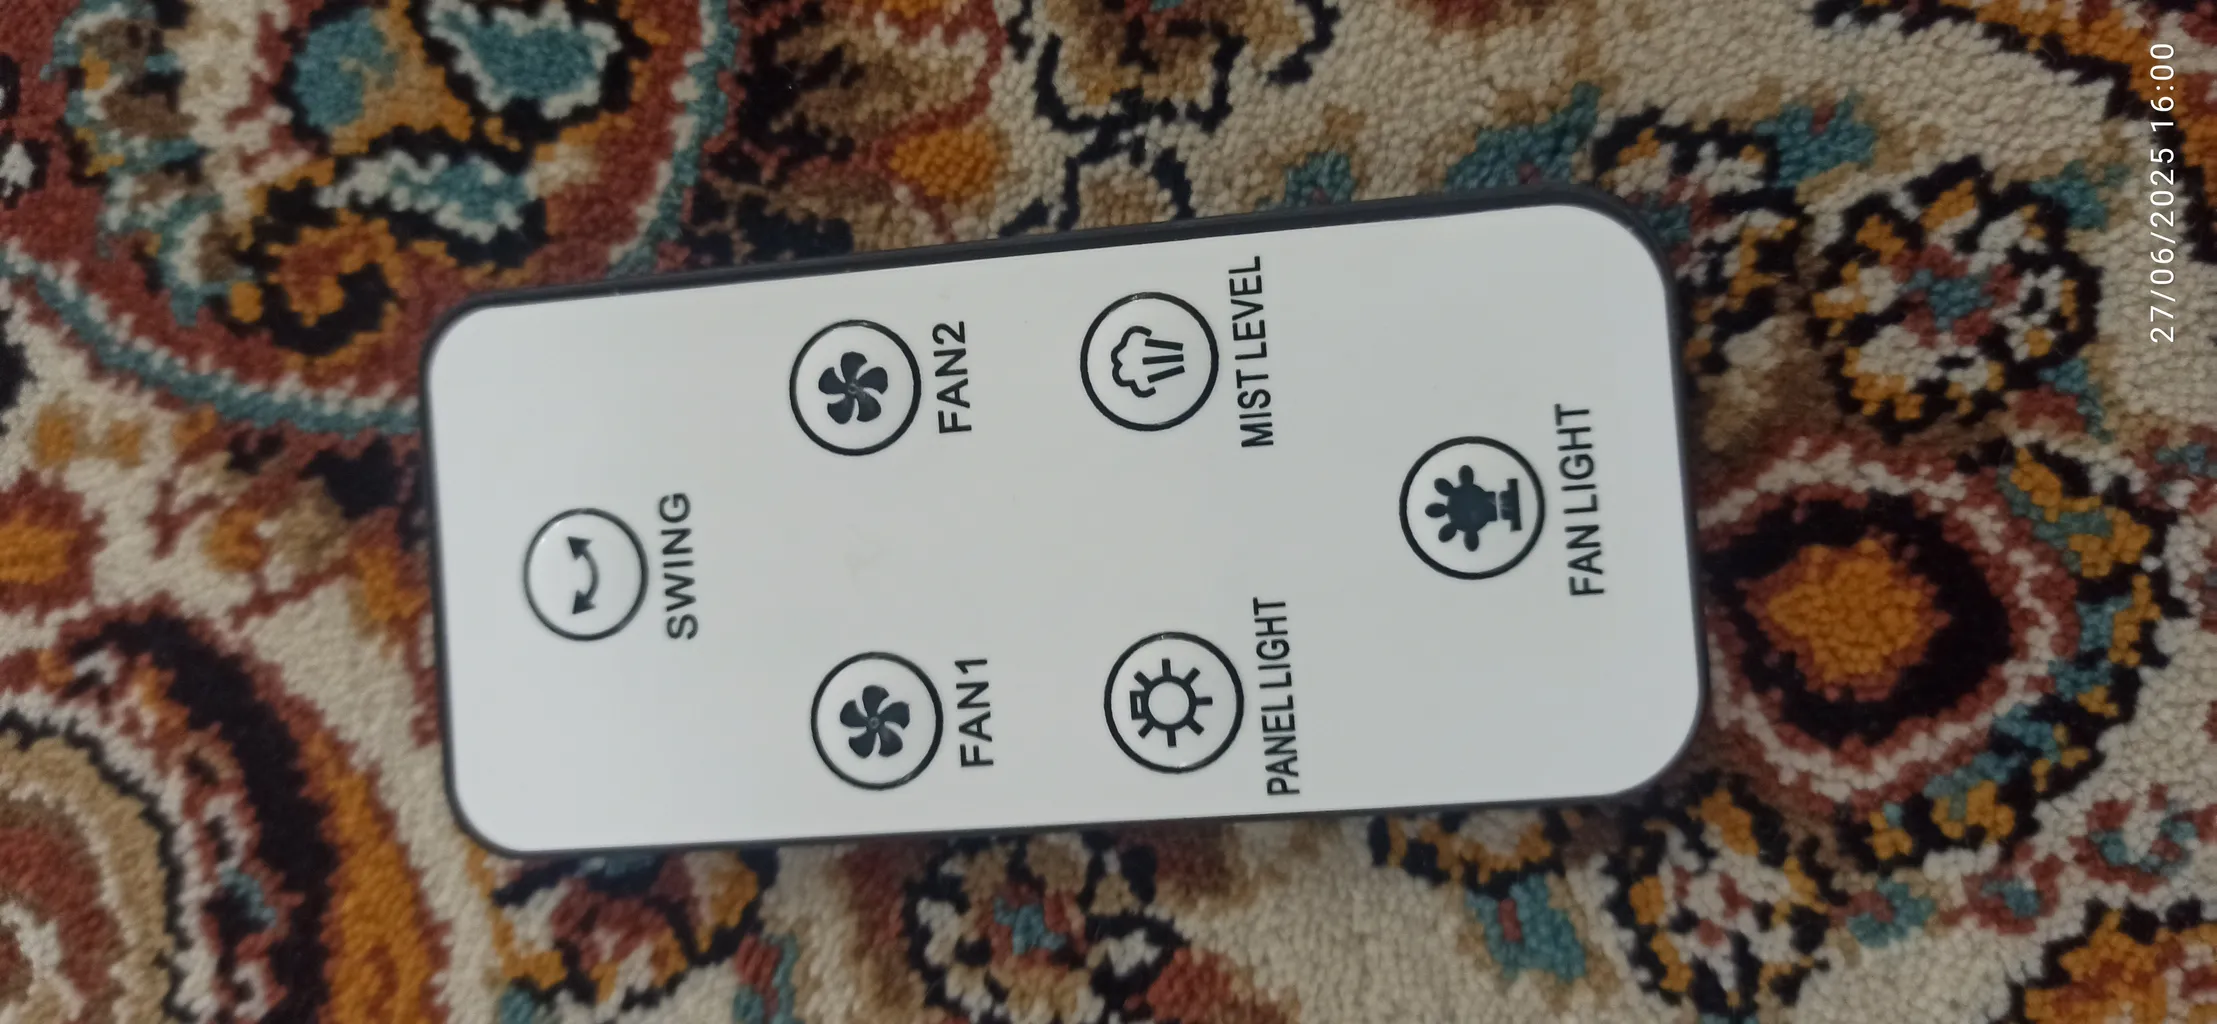 SWING
FAN1
FAN2
PANEL LIGHT
MIST LEVEL
FAN LIGHT
27/06/2025 16:00